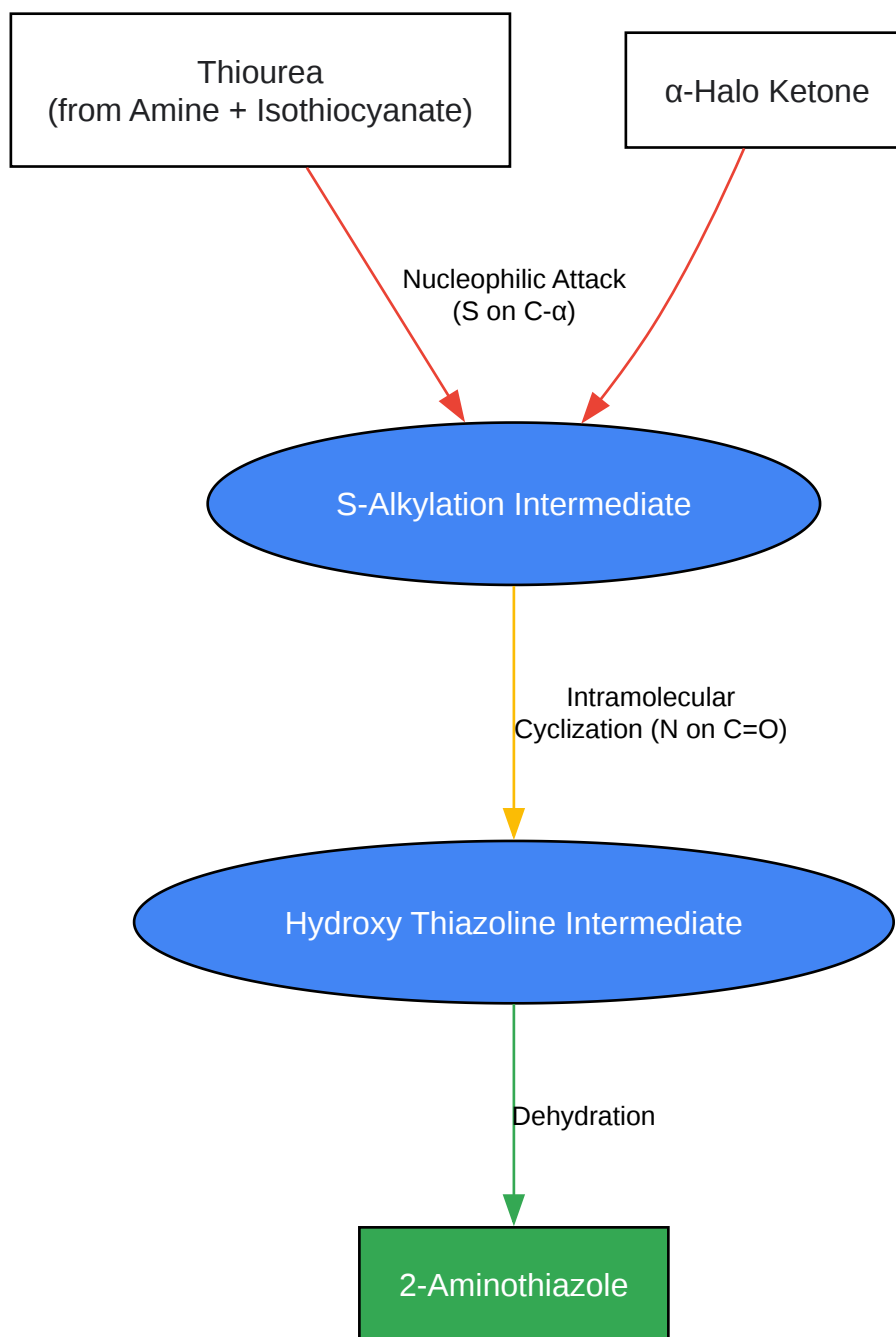 Thiourea
(from Amine + Isothiocyanate)
α-Halo Ketone
Nucleophilic Attack
(S on C-α)
S-Alkylation Intermediate
Intramolecular
Cyclization (N on C=O)
Hydroxy Thiazoline Intermediate
Dehydration
2-Aminothiazole